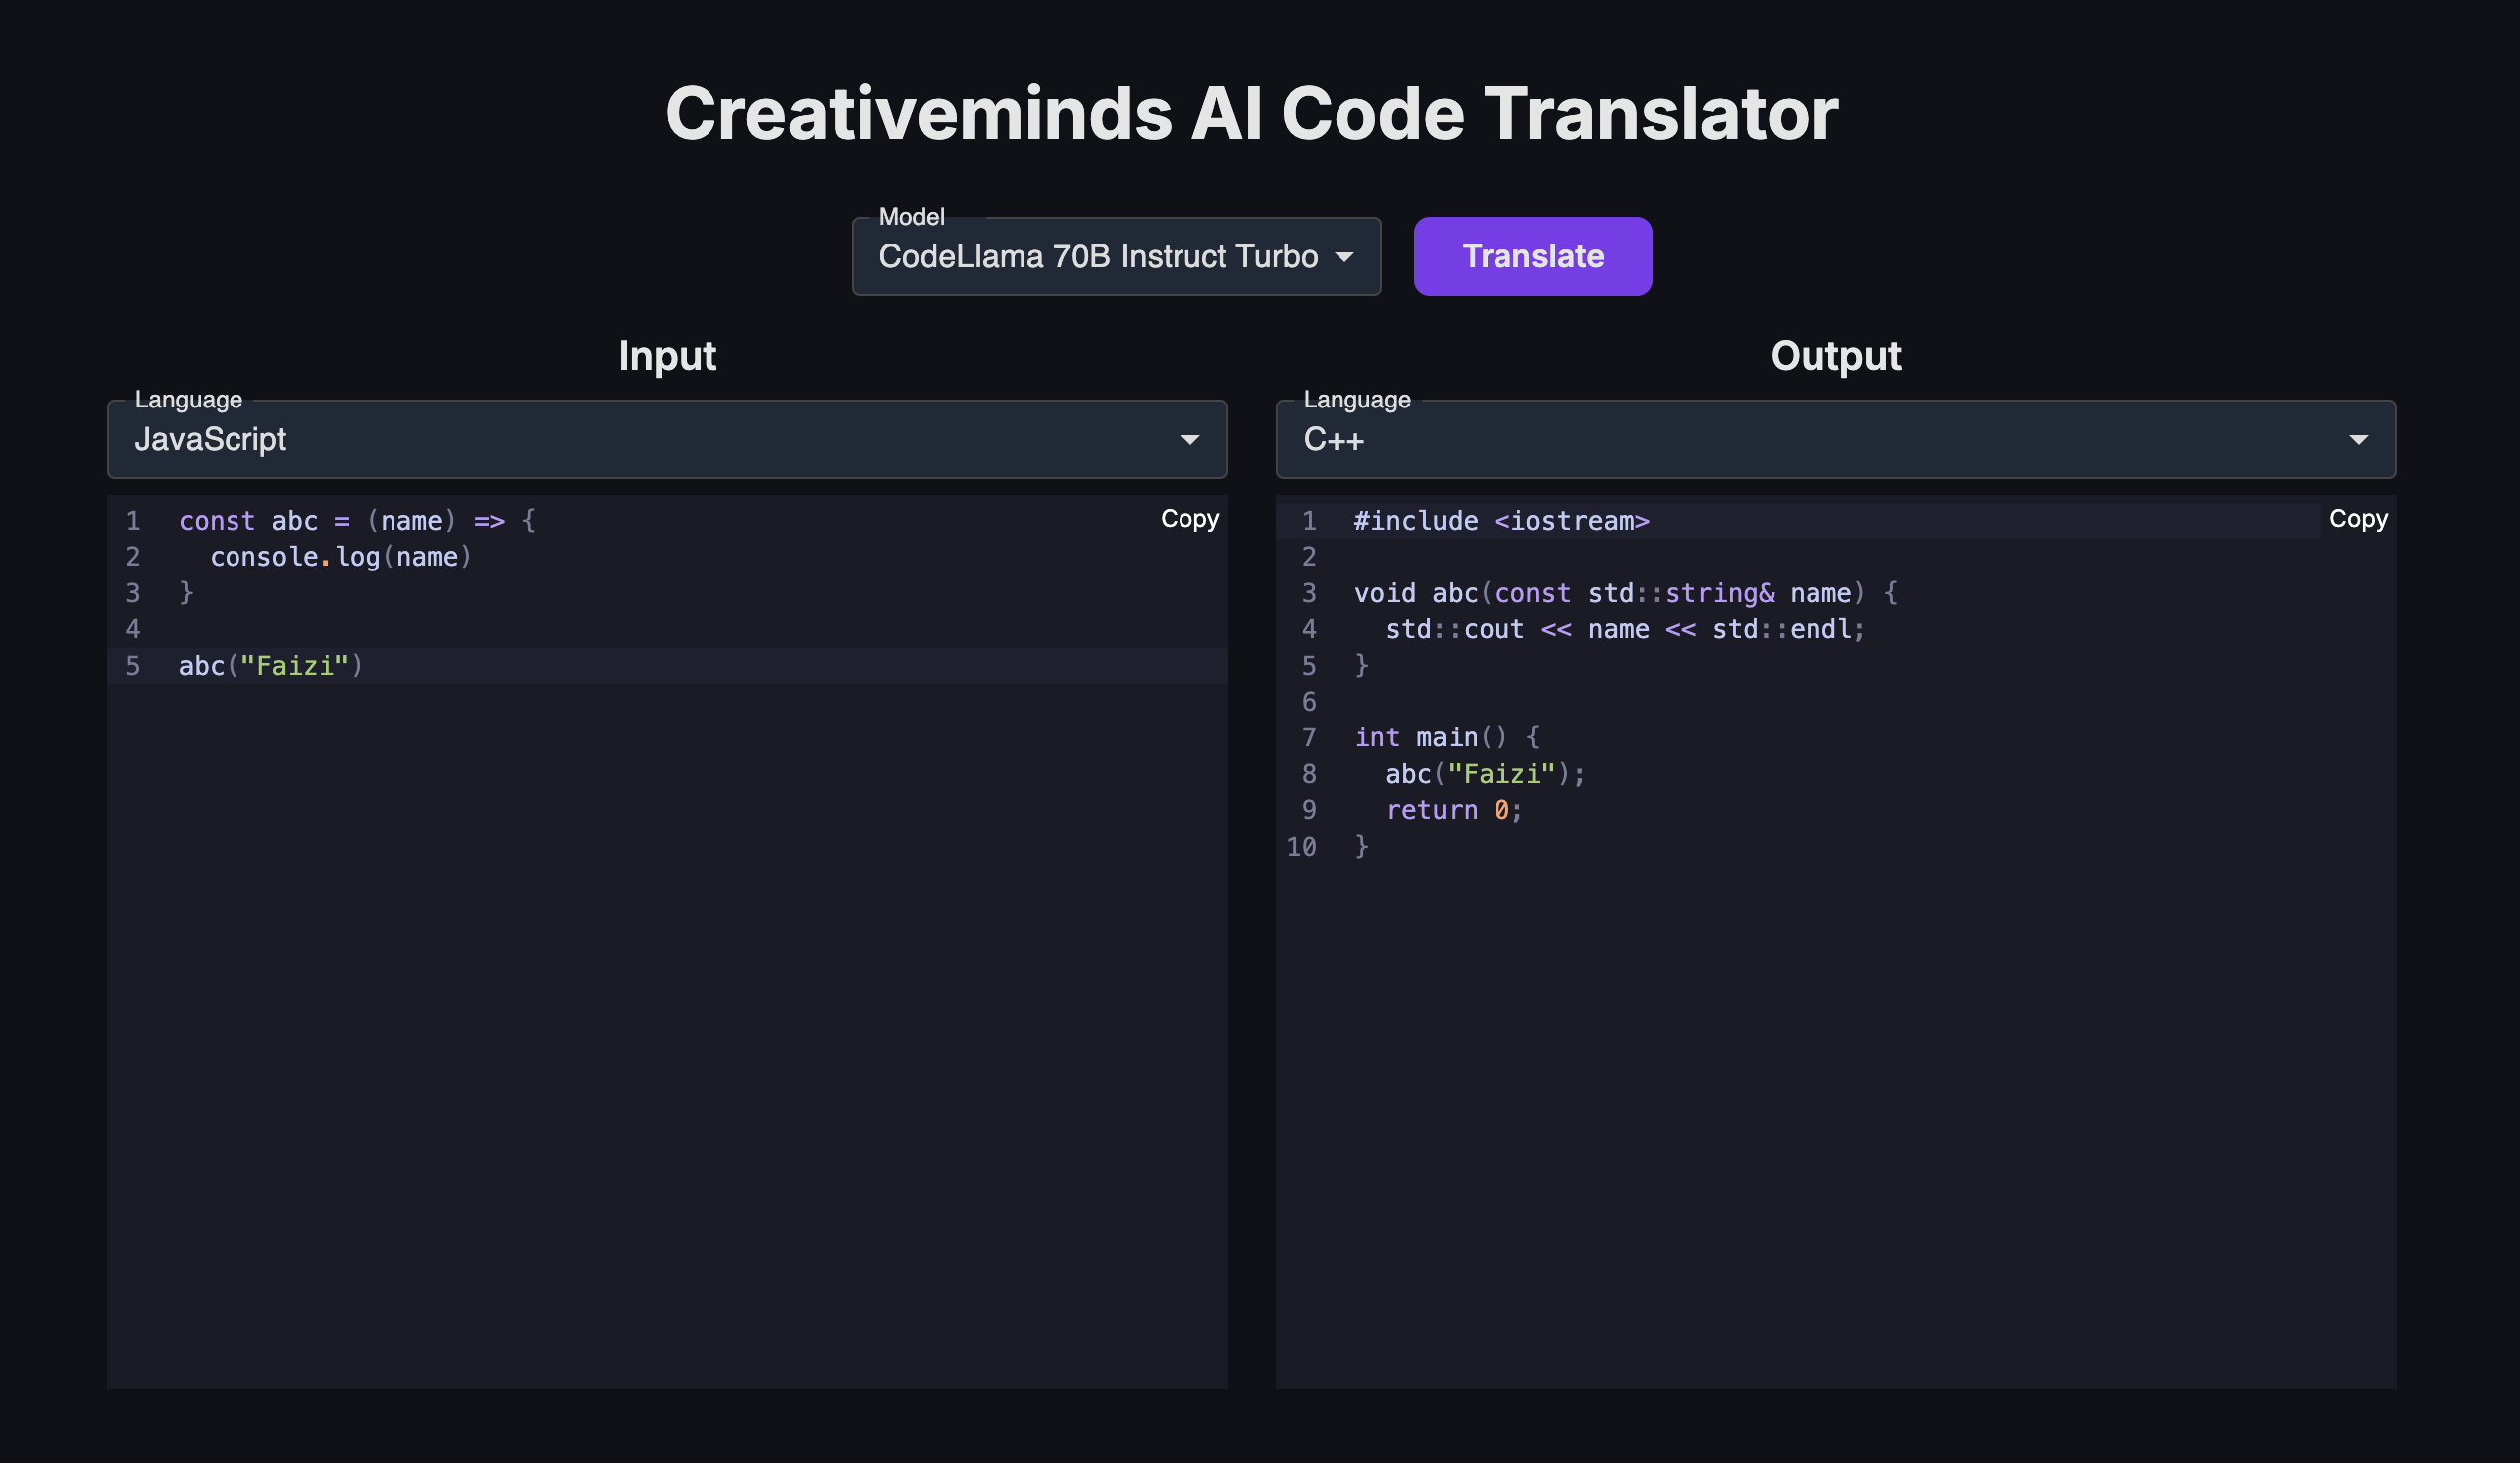 Creativeminds AI Code Translator
Model
CodeLlama 70B Instruct Turbo
Translate
Input
Language
JavaScript
Copy
1 const abc = (name) => {
2   console.log(name)
3 }
4
5 abc("Faizi")
Output
Language
C++
Copy
1 #include <iostream>
2
3 void abc(const std::string& name) {
4   std::cout << name << std::endl;
5 }
6
7 int main() {
8   abc("Faizi");
9   return 0;
10 }